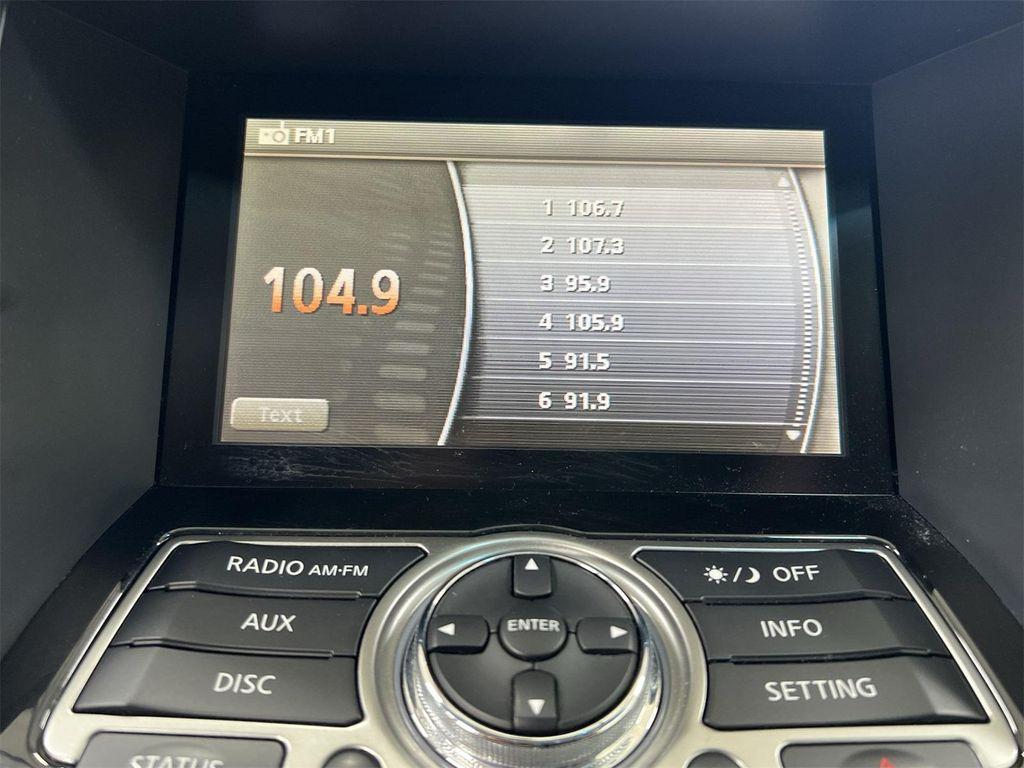 FM1
104.9
1 106.7
2 107.3
3 95.9
4 105.9
5 91.5
6 91.9
Text
RADIO AM·FM
AUX
DISC
ENTER
OFF
INFO
SETTING
STATUS